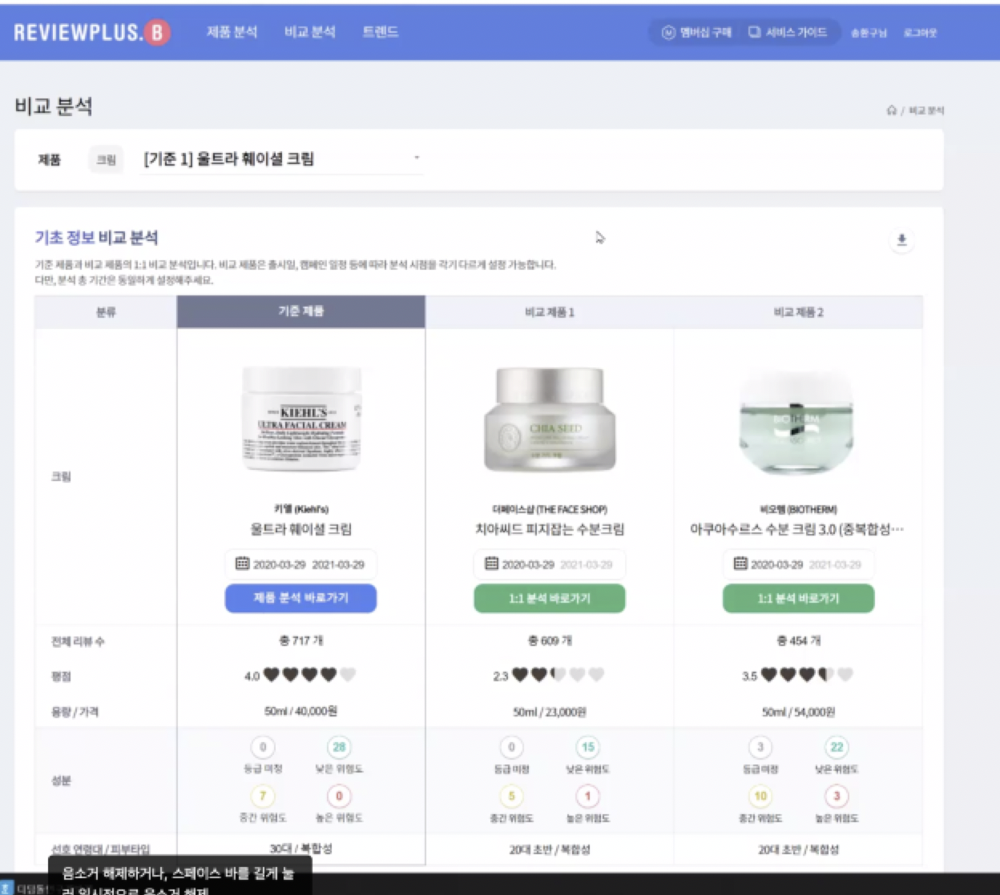 REVIEWPLUS. B 제품 분석 비교 분석 트렌드 멤버십 구매 서비스 가이드 송환구님 로그아웃
비교 분석
/ 비교 분석
제품 크림 [기준 1] 울트라 훼이셜 크림
기초 정보 비교 분석
기준 제품과 비교 제품의 1:1 비교 분석입니다. 비교 제품은 출시일, 캠페인 일정 등에 따라 분석 시점을 각기 다르게 설정 가능합니다.
다만, 분석 총 기간은 동일하게 설정해주세요.
분류 기준 제품 비교 제품 1 비교 제품 2
KIEHL'S
ULTRA FACIAL CREAM
CHIA SEED
BIOTHERM
크림
키엘 (Kiehl's) 더페이스샵 (THE FACE SHOP) 비오템 (BIOTHERM)
울트라 훼이셜 크림 치아씨드 피지잡는 수분크림 아쿠아수르스 수분 크림 3.0 (중복합성…
2020-03-29 2021-03-29 2020-03-29 2021-03-29 2020-03-29 2021-03-29
제품 분석 바로가기 1:1 분석 바로가기 1:1 분석 바로가기
전체 리뷰 수 총 717 개 총 609 개 총 454 개
평점 4.0 2.3 3.5
용량 / 가격 50ml / 40,000원 50ml / 23,000원 50ml / 54,000원
성분
0 28 0 15 3 22
등급 미정 낮은 위험도 등급 미정 낮은 위험도 등급 미정 낮은 위험도
7 0 5 1 10 3
중간 위험도 높은 위험도 중간 위험도 높은 위험도 중간 위험도 높은 위험도
선호 연령대 / 피부타입 30대 / 복합성 20대 초반 / 복합성 20대 초반 / 복합성
음소거 해제하거나, 스페이스 바를 길게 눌
러 일시적으로 음소거 해제